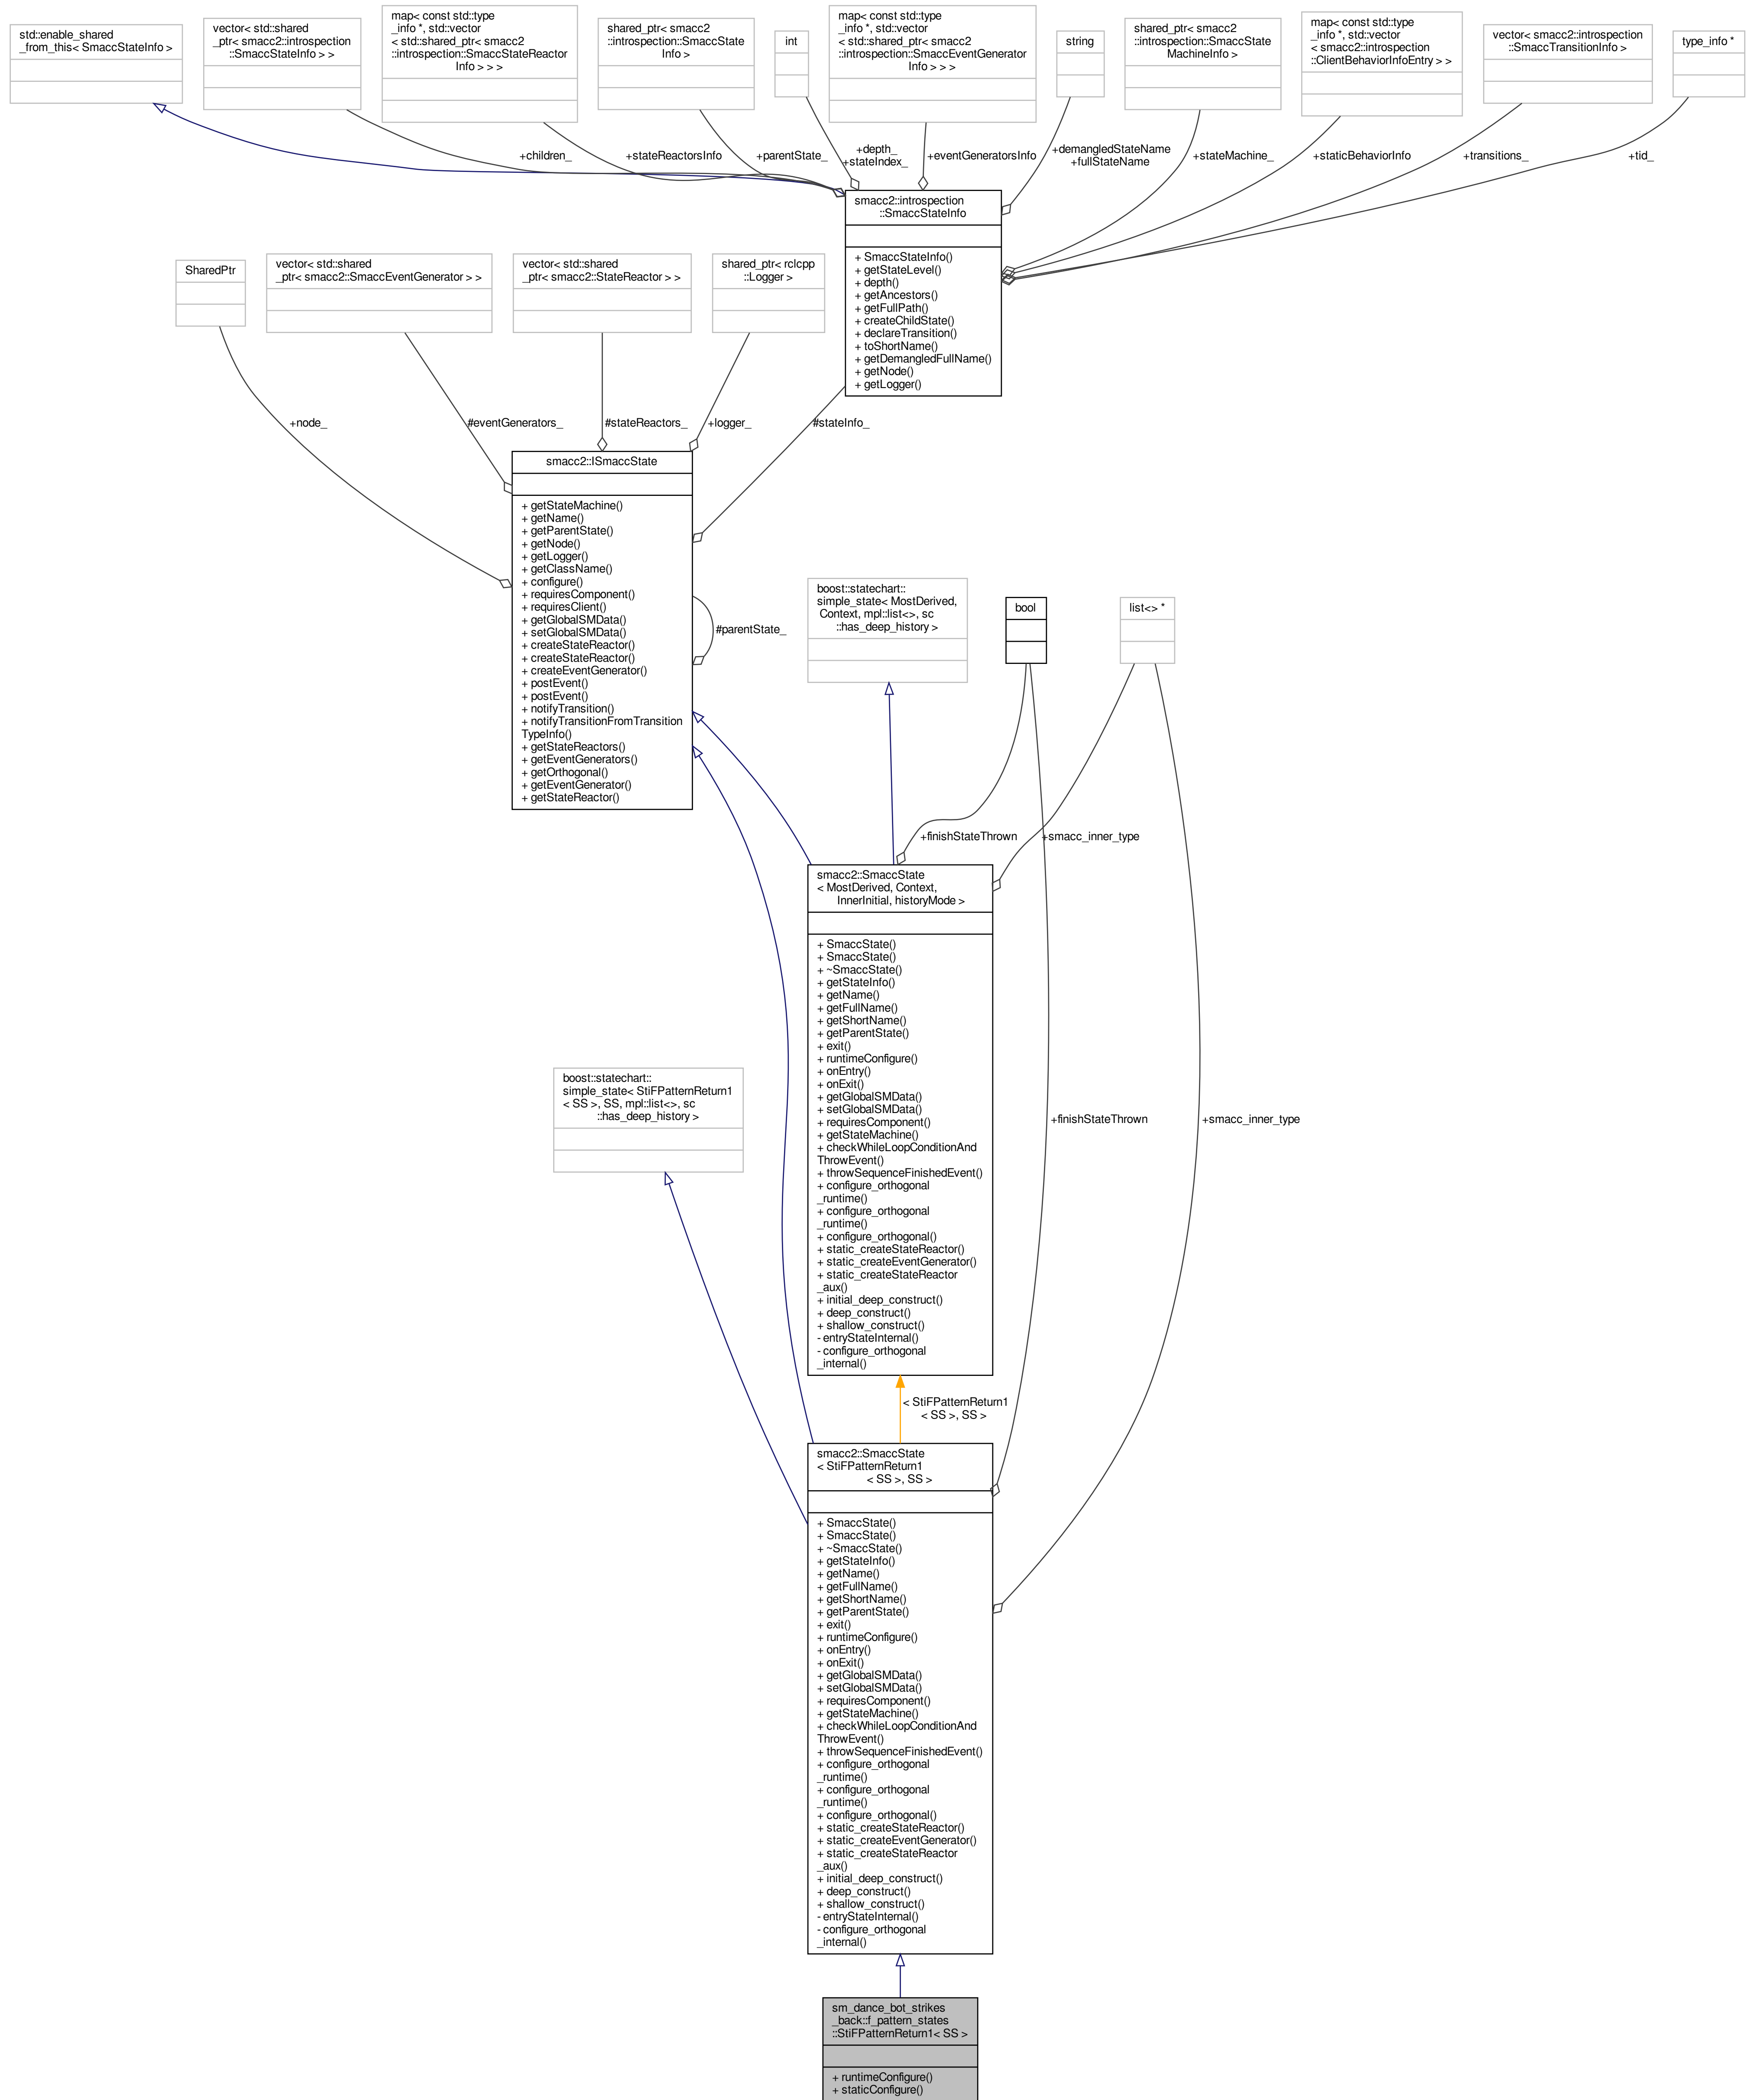 std::enable_shared
_from_this< SmaccStateInfo >
vector< std::shared
_ptr< smacc2::introspection
::SmaccStateInfo > >
map< const std::type
_info *, std::vector
< std::shared_ptr< smacc2
::introspection::SmaccStateReactor
Info > > >
shared_ptr< smacc2
::introspection::SmaccState
Info >
int
map< const std::type
_info *, std::vector
< std::shared_ptr< smacc2
::introspection::SmaccEventGenerator
Info > > >
string
shared_ptr< smacc2
::introspection::SmaccState
MachineInfo >
map< const std::type
_info *, std::vector
< smacc2::introspection
::ClientBehaviorInfoEntry > >
vector< smacc2::introspection
::SmaccTransitionInfo >
type_info *
+children_
+stateReactorsInfo
+parentState_
+depth_
+stateIndex_
+eventGeneratorsInfo
+demangledStateName
+fullStateName
+stateMachine_
+staticBehaviorInfo
+transitions_
+tid_
smacc2::introspection
::SmaccStateInfo
+ SmaccStateInfo()
+ getStateLevel()
+ depth()
+ getAncestors()
+ getFullPath()
+ createChildState()
+ declareTransition()
+ toShortName()
+ getDemangledFullName()
+ getNode()
+ getLogger()
SharedPtr
vector< std::shared
_ptr< smacc2::SmaccEventGenerator > >
vector< std::shared
_ptr< smacc2::StateReactor > >
shared_ptr< rclcpp
::Logger >
+node_
#eventGenerators_
#stateReactors_
+logger_
#stateInfo_
smacc2::ISmaccState
+ getStateMachine()
+ getName()
+ getParentState()
+ getNode()
+ getLogger()
+ getClassName()
+ configure()
+ requiresComponent()
+ requiresClient()
+ getGlobalSMData()
+ setGlobalSMData()
+ createStateReactor()
+ createStateReactor()
+ createEventGenerator()
+ postEvent()
+ postEvent()
+ notifyTransition()
+ notifyTransitionFromTransition
TypeInfo()
+ getStateReactors()
+ getEventGenerators()
+ getOrthogonal()
+ getEventGenerator()
+ getStateReactor()
#parentState_
boost::statechart::
simple_state< MostDerived,
Context, mpl::list<>, sc
::has_deep_history >
bool
list<> *
+finishStateThrown
+smacc_inner_type
smacc2::SmaccState
< MostDerived, Context,
InnerInitial, historyMode >
+ SmaccState()
+ SmaccState()
+ ~SmaccState()
+ getStateInfo()
+ getName()
+ getFullName()
+ getShortName()
+ getParentState()
+ exit()
+ runtimeConfigure()
+ onEntry()
+ onExit()
+ getGlobalSMData()
+ setGlobalSMData()
+ requiresComponent()
+ getStateMachine()
+ checkWhileLoopConditionAnd
ThrowEvent()
+ throwSequenceFinishedEvent()
+ configure_orthogonal
_runtime()
+ configure_orthogonal
_runtime()
+ configure_orthogonal()
+ static_createStateReactor()
+ static_createEventGenerator()
+ static_createStateReactor
_aux()
+ initial_deep_construct()
+ deep_construct()
+ shallow_construct()
- entryStateInternal()
- configure_orthogonal
_internal()
boost::statechart::
simple_state< StiFPatternReturn1
< SS >, SS, mpl::list<>, sc
::has_deep_history >
+finishStateThrown
+smacc_inner_type
< StiFPatternReturn1
< SS >, SS >
smacc2::SmaccState
< StiFPatternReturn1
< SS >, SS >
+ SmaccState()
+ SmaccState()
+ ~SmaccState()
+ getStateInfo()
+ getName()
+ getFullName()
+ getShortName()
+ getParentState()
+ exit()
+ runtimeConfigure()
+ onEntry()
+ onExit()
+ getGlobalSMData()
+ setGlobalSMData()
+ requiresComponent()
+ getStateMachine()
+ checkWhileLoopConditionAnd
ThrowEvent()
+ throwSequenceFinishedEvent()
+ configure_orthogonal
_runtime()
+ configure_orthogonal
_runtime()
+ configure_orthogonal()
+ static_createStateReactor()
+ static_createEventGenerator()
+ static_createStateReactor
_aux()
+ initial_deep_construct()
+ deep_construct()
+ shallow_construct()
- entryStateInternal()
- configure_orthogonal
_internal()
sm_dance_bot_strikes
_back::f_pattern_states
::StiFPatternReturn1< SS >
+ runtimeConfigure()
+ staticConfigure()